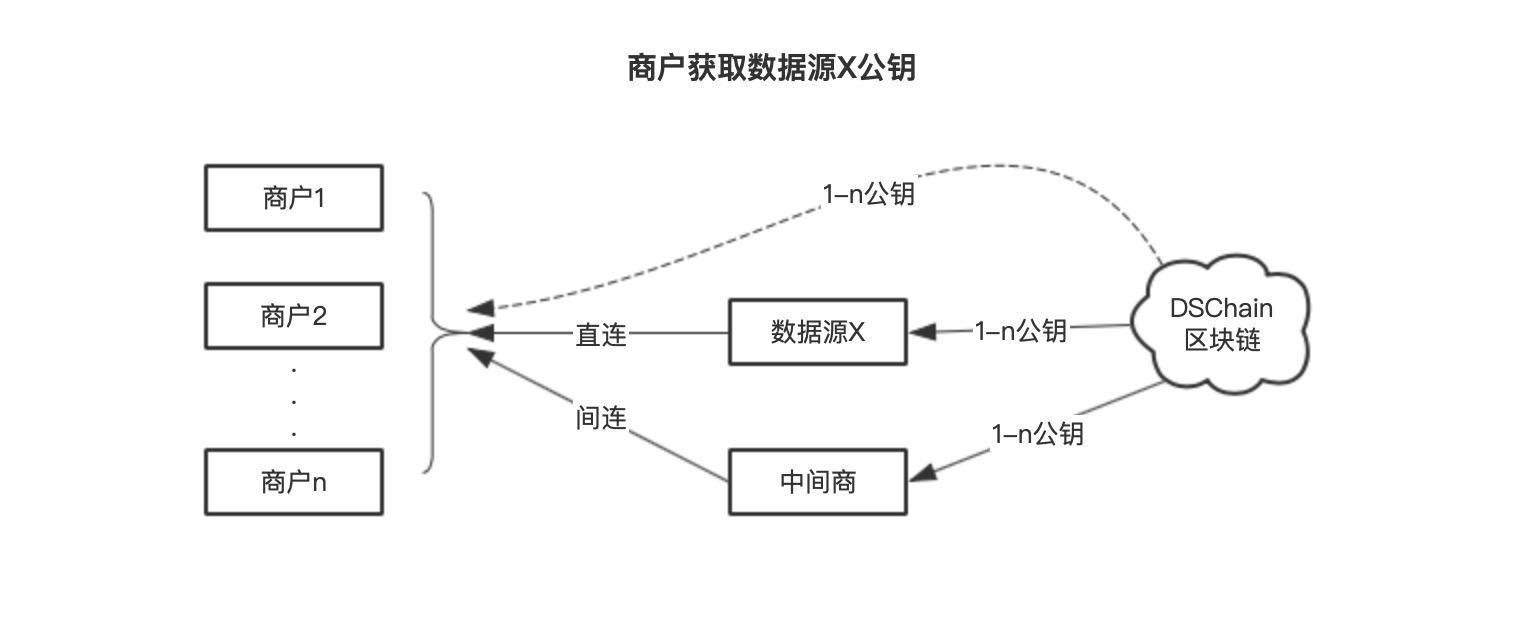 商户获取数据源X公钥
商户1
1–n公钥
商户2
DSChain
区块链
直连
数据源X
1–n公钥
间连
1–n公钥
商户n
中间商